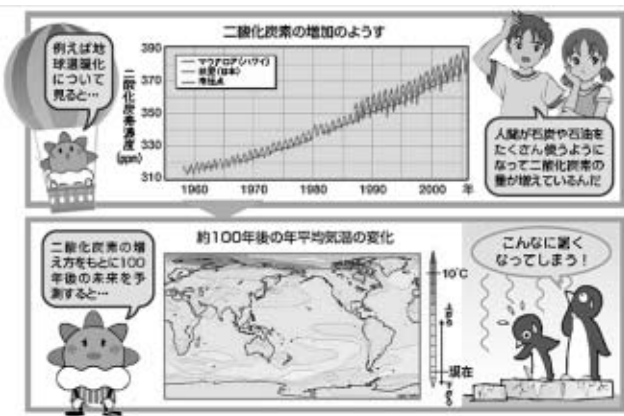 二酸化炭素の増加のようす
例えば地
球温暖化
について
見ると…
二酸化炭素濃度
(ppm)
390
370
350
330
310
マウナロア(ハワイ)
綾里(日本)
南極点
1960
1970
1980
1990
2000
年
人間が石炭や石油を
たくさん使うように
なって二酸化炭素の
量が増えているんだ
約100年後の年平均気温の変化
二酸化炭素の増
え方をもとに100
年後の未来を予
測すると…
10℃
上がる
現在
下がる
こんなに暑く
なってしまう!